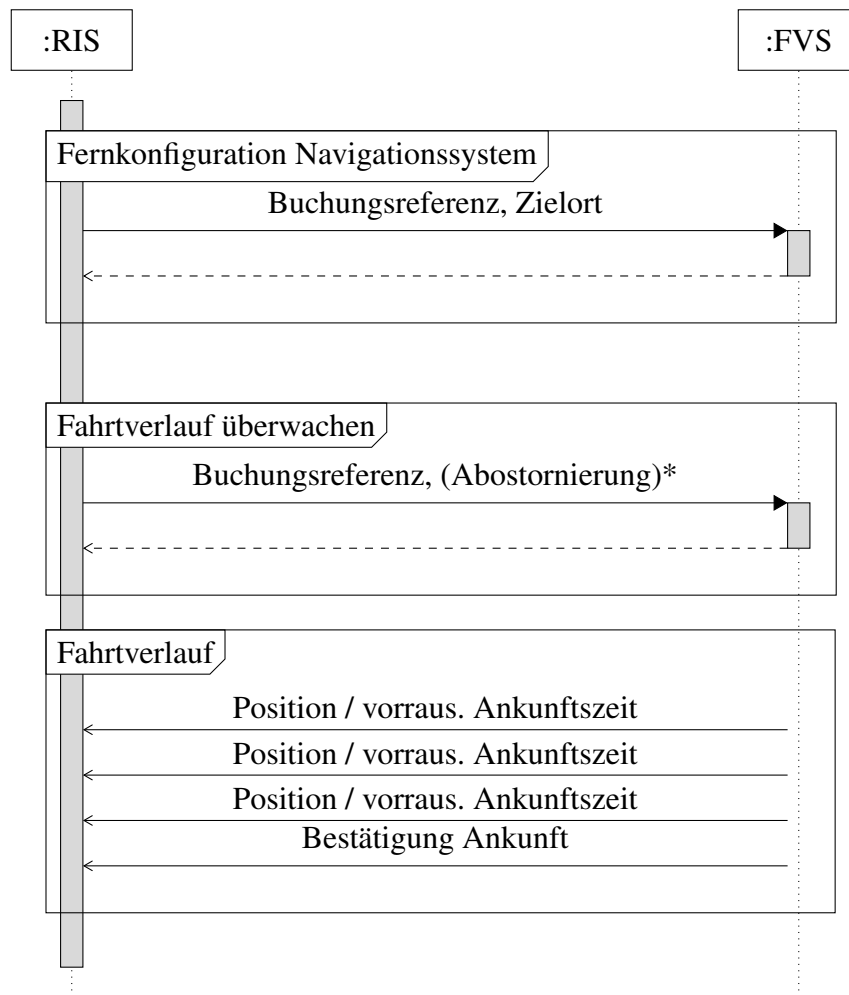 :RIS
:FVS
Fernkonfiguration Navigationssystem
Buchungsreferenz, Zielort
Fahrtverlauf überwachen
Buchungsreferenz, (Abostornierung)*
Fahrtverlauf
Position / vorraus. Ankunftszeit
Position / vorraus. Ankunftszeit
Position / vorraus. Ankunftszeit
Bestätigung Ankunft